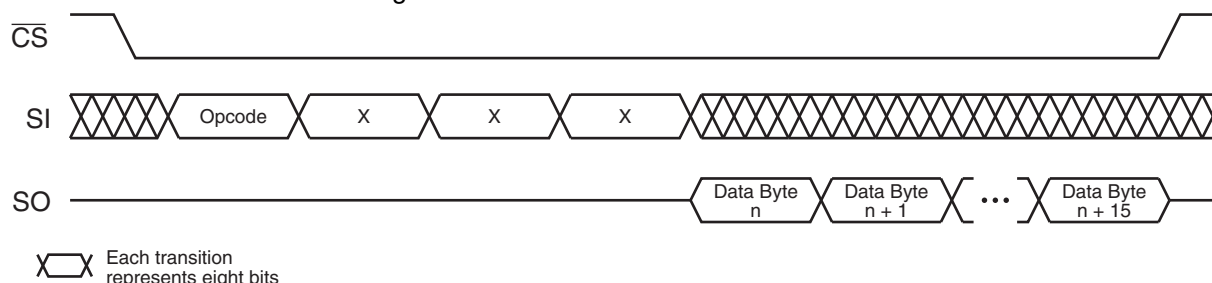 CS
SI
Opcode
X
X
X
SO
Data Byte
n
Data Byte
n + 1
•••
Data Byte
n + 15
Each transition
represents eight bits